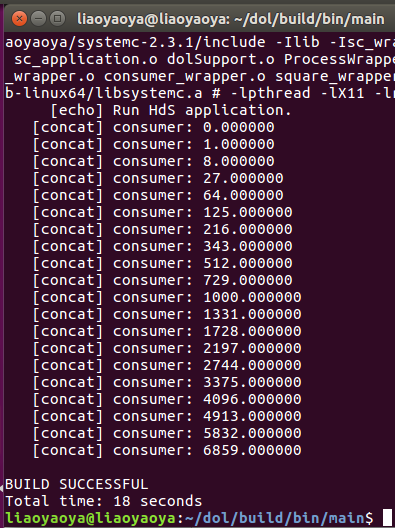 liaoyaoya@liaoyaoya: ~/dol/build/bin/main
aoyaoya/systemc-2.3.1/include -Ilib -Isc_wra
sc_application.o dolSupport.o ProcessWrappe
_wrapper.o consumer_wrapper.o square_wrapper
b-linux64/libsystemc.a # -lpthread -lX11 -lr
[echo] Run HdS application.
[concat] consumer: 0.000000
[concat] consumer: 1.000000
[concat] consumer: 8.000000
[concat] consumer: 27.000000
[concat] consumer: 64.000000
[concat] consumer: 125.000000
[concat] consumer: 216.000000
[concat] consumer: 343.000000
[concat] consumer: 512.000000
[concat] consumer: 729.000000
[concat] consumer: 1000.000000
[concat] consumer: 1331.000000
[concat] consumer: 1728.000000
[concat] consumer: 2197.000000
[concat] consumer: 2744.000000
[concat] consumer: 3375.000000
[concat] consumer: 4096.000000
[concat] consumer: 4913.000000
[concat] consumer: 5832.000000
[concat] consumer: 6859.000000
BUILD SUCCESSFUL
Total time: 18 seconds
liaoyaoya@liaoyaoya:~/dol/build/bin/main$